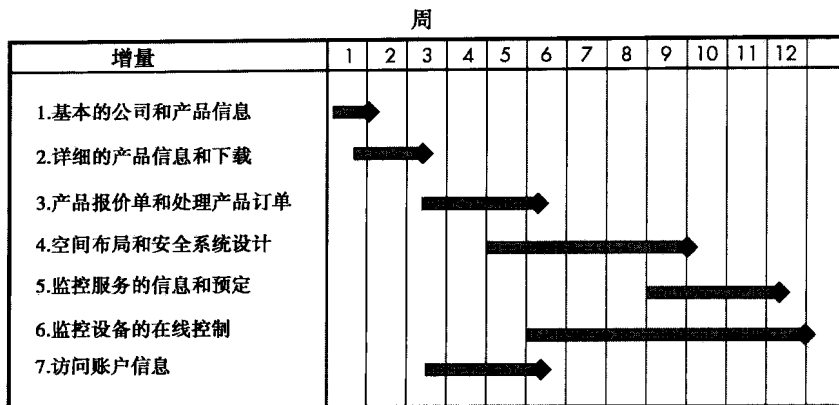 周
增量 1 2 3 4 5 6 7 8 9 10 11 12
1.基本的公司和产品信息
2.详细的产品信息和下载
3.产品报价单和处理产品订单
4.空间布局和安全系统设计
5.监控服务的信息和预定
6.监控设备的在线控制
7.访问账户信息